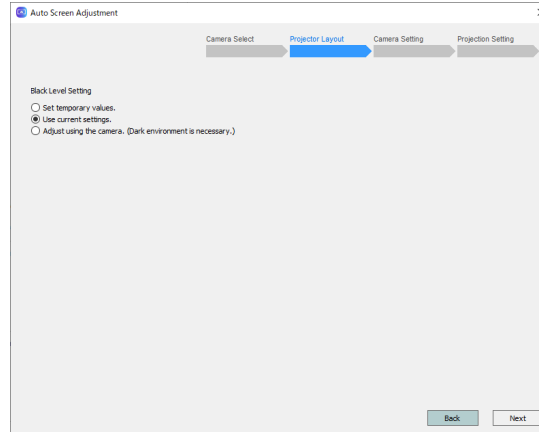 Auto Screen Adjustment
Camera Select Projector Layout Camera Setting Projection Setting
Black Level Setting
Set temporary values.
Use current settings.
Adjust using the camera. (Dark environment is necessary.)
Back Next